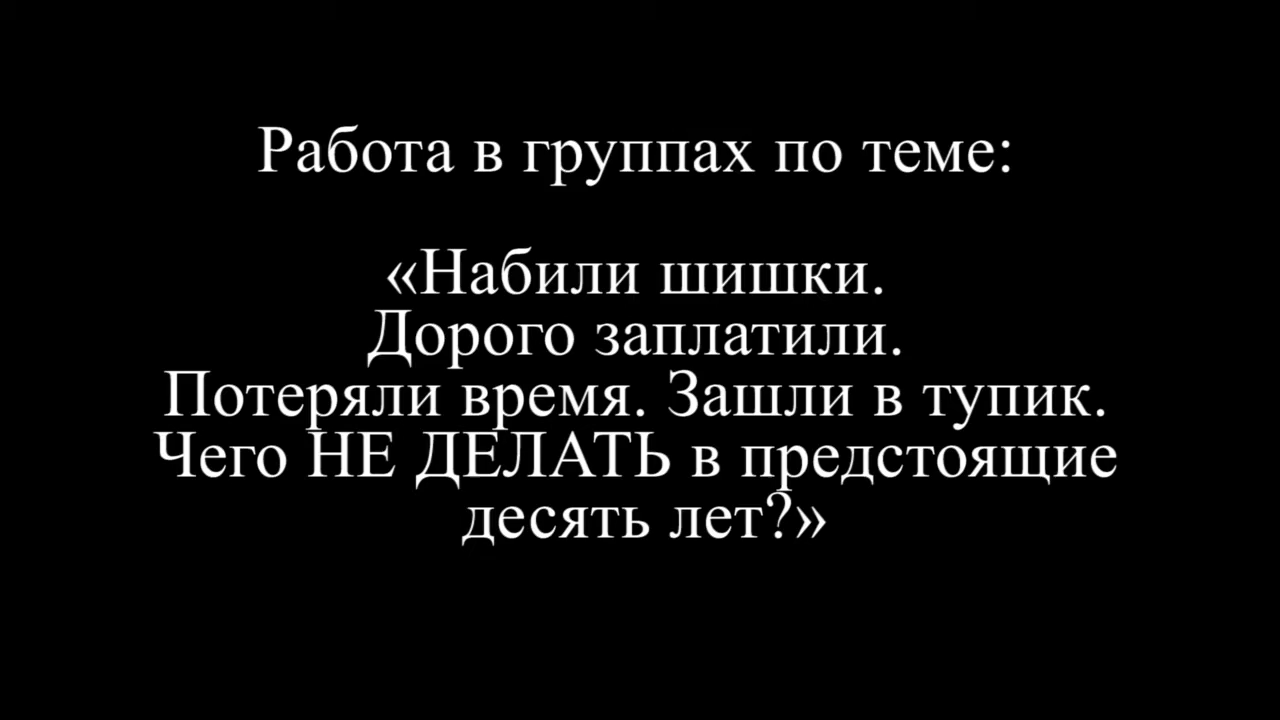 Работа в группах по теме:
«Набили шишки.
Дорого заплатили.
Потеряли время. Зашли в тупик.
Чего НЕ ДЕЛАТЬ в предстоящие
десять лет?»